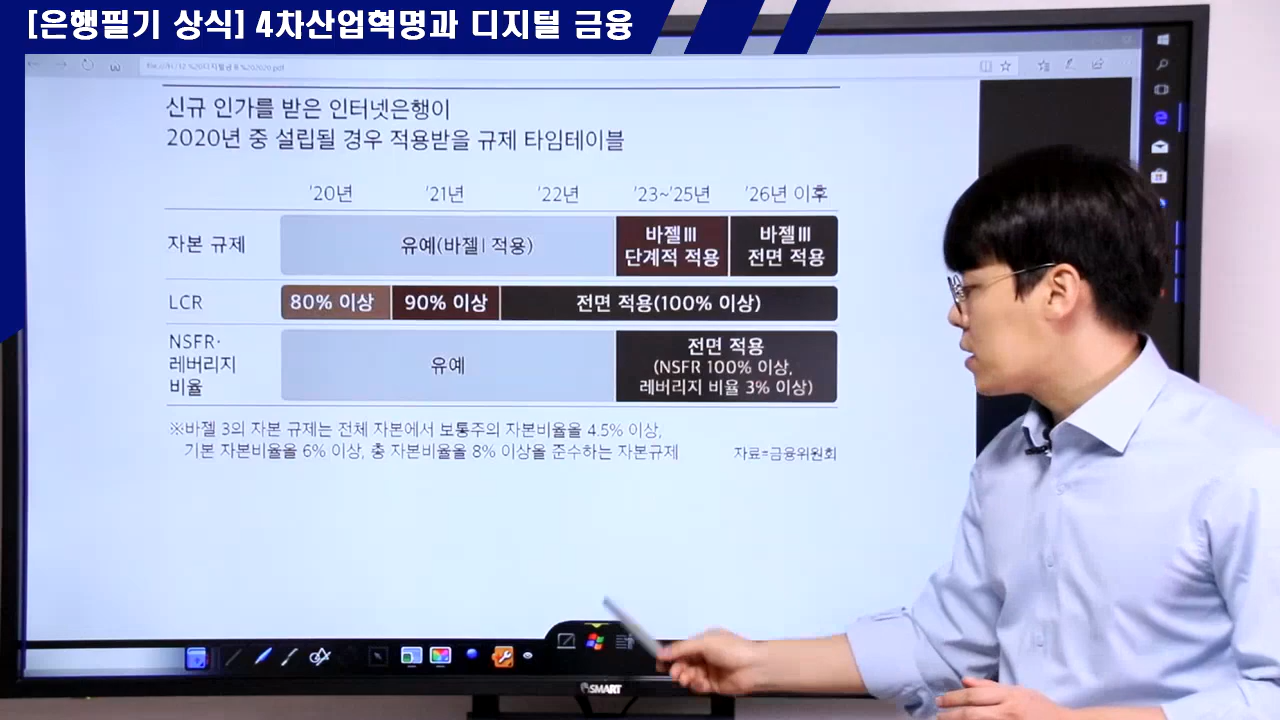 [은행필기 상식] 4차산업혁명과 디지털 금융
신규 인가를 받은 인터넷은행이
2020년 중 설립될 경우 적용받을 규제 타임테이블
'20년 '21년 '22년 '23~'25년 '26년 이후
자본 규제 유예(바젤Ⅰ 적용) 바젤Ⅲ 단계적 적용 바젤Ⅲ 전면 적용
LCR 80% 이상 90% 이상 전면 적용(100% 이상)
NSFR·
레버리지
비율
유예
전면 적용
(NSFR 100% 이상,
레버리지 비율 3% 이상)
※바젤 3의 자본 규제는 전체 자본에서 보통주의 자본비율을 4.5% 이상,
기본 자본비율을 6% 이상, 총 자본비율을 8% 이상을 준수하는 자본규제
자료=금융위원회
SMART